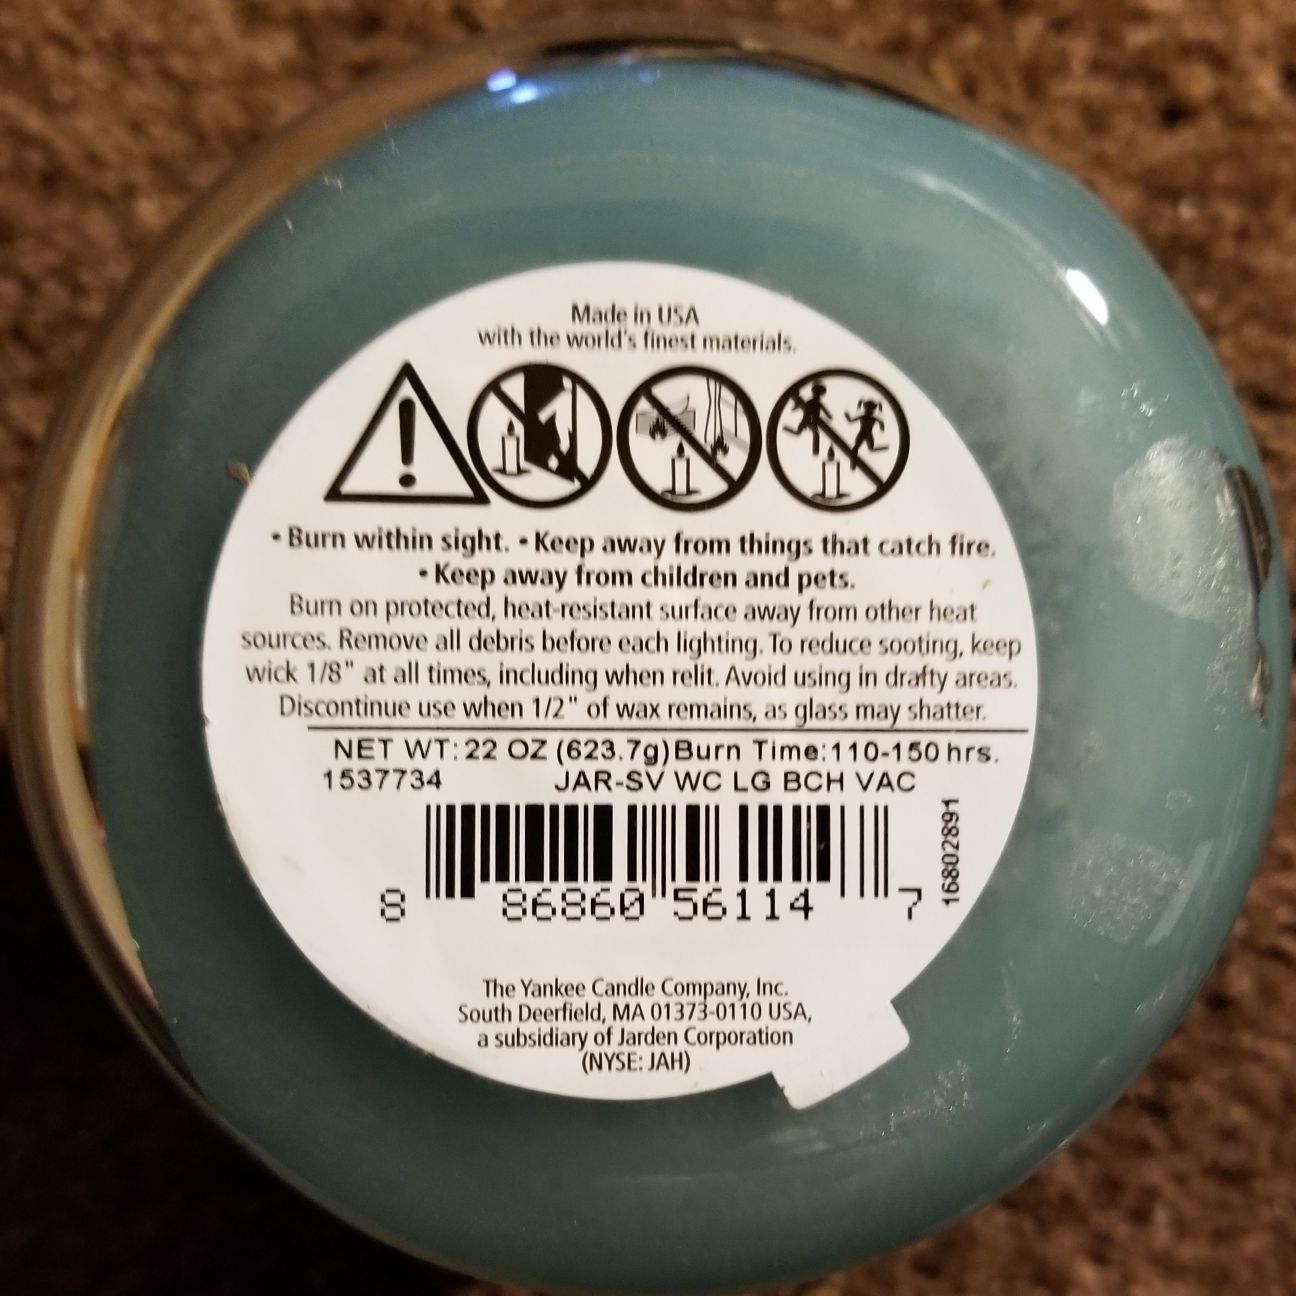 Made in USA
with the world's finest materials.
• Burn within sight. • Keep away from things that catch fire.
• Keep away from children and pets.
Burn on protected, heat-resistant surface away from other heat
sources. Remove all debris before each lighting. To reduce sooting, keep
wick 1/8" at all times, including when relit. Avoid using in drafty areas.
Discontinue use when 1/2" of wax remains, as glass may shatter.
NET WT: 22 OZ (623.7g) Burn Time:110-150 hrs.
1537734 JAR-SV WC LG BCH VAC
8 86860 56114 7
16802891
The Yankee Candle Company, Inc.
South Deerfield, MA 01373-0110 USA,
a subsidiary of Jarden Corporation
(NYSE: JAH)